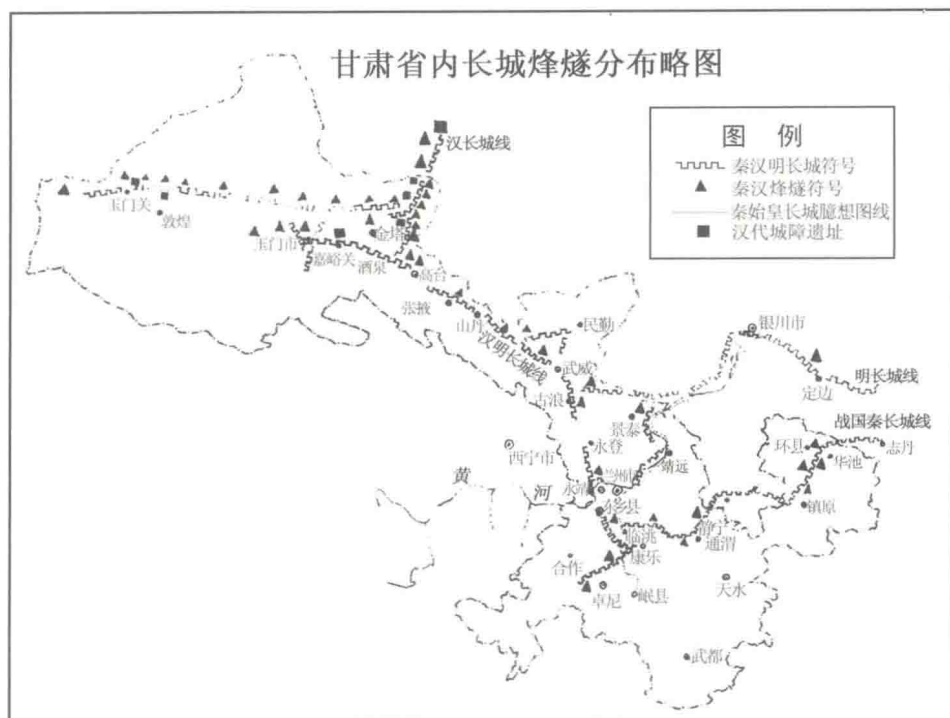 甘肃省内长城烽燧分布略图
图 例
秦汉明长城符号
秦汉烽燧符号
秦始皇长城臆想图线
汉代城障遗址
汉长城线
玉门关
敦煌
玉门市
嘉峪关
酒泉
金塔
高台
张掖
山丹
汉明长城线
民勤
武威
古浪
景泰
银川市
定边
明长城线
战国秦长城线
环县
华池
志丹
镇原
西宁市
永登
兰州市
靖远
黄
河
永靖
东乡县
临洮
康乐
静宁
通渭
合作
卓尼
岷县
天水
武都